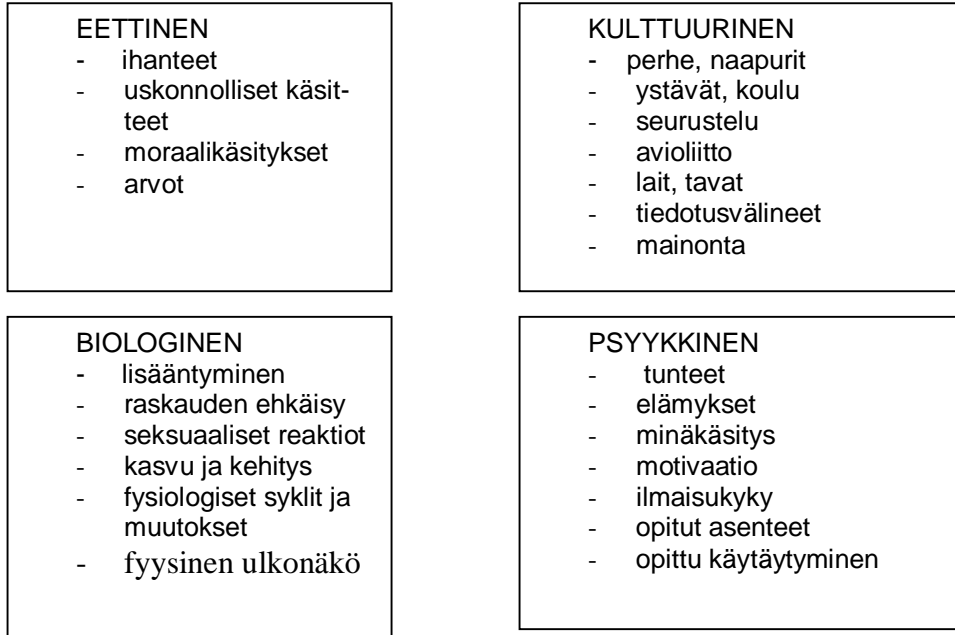 EETTINEN
- ihanteet
- uskonnolliset käsit-
teet
- moraalikäsitykset
- arvot
KULTTUURINEN
- perhe, naapurit
- ystävät, koulu
- seurustelu
- avioliitto
- lait, tavat
- tiedotusvälineet
- mainonta
BIOLOGINEN
- lisääntyminen
- raskauden ehkäisy
- seksuaaliset reaktiot
- kasvu ja kehitys
- fysiologiset syklit ja
muutokset
- fyysinen ulkonäkö
PSYYKKINEN
- tunteet
- elämykset
- minäkäsitys
- motivaatio
- ilmaisukyky
- opitut asenteet
- opittu käytäytyminen